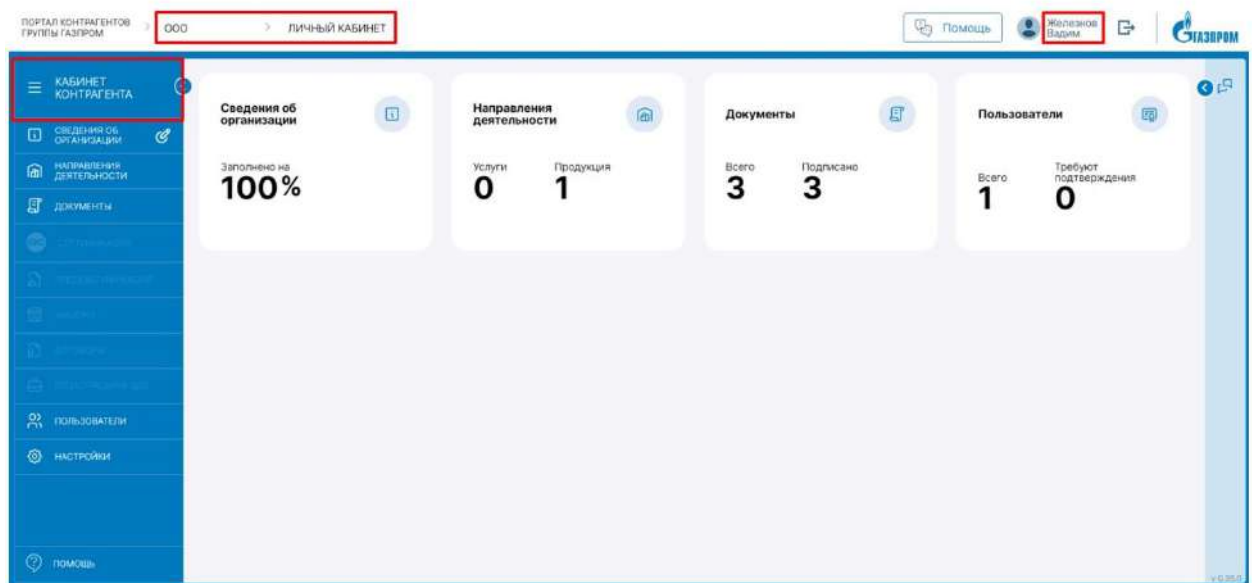 ПОРТАЛ КОНТРАГЕНТОВ
ГРУППЫ ГАЗПРОМ
ООО
ЛИЧНЫЙ КАБИНЕТ
Помощь
Железнов
Вадим
ГАЗПРОМ
КАБИНЕТ
КОНТРАГЕНТА
СВЕДЕНИЯ ОБ
ОРГАНИЗАЦИИ
НАПРАВЛЕНИЯ
ДЕЯТЕЛЬНОСТИ
ДОКУМЕНТЫ
ПОЛЬЗОВАТЕЛИ
НАСТРОЙКИ
ПОМОЩЬ
Сведения об
организации
Заполнено на
100%
Направления
деятельности
Услуги Продукция
0 1
Документы
Всего Подписано
3 3
Пользователи
Всего Требуют
подтверждения
1 0